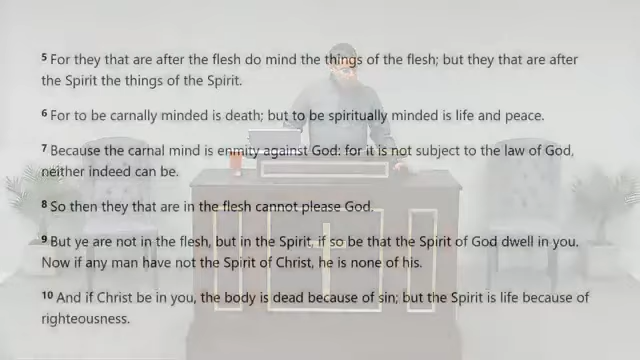 5 For they that are after the flesh do mind the things of the flesh; but they that are after
the Spirit the things of the Spirit.
6 For to be carnally minded is death; but to be spiritually minded is life and peace.
7 Because the carnal mind is enmity against God: for it is not subject to the law of God,
neither indeed can be.
8 So then they that are in the flesh cannot please God.
9 But ye are not in the flesh, but in the Spirit, if so be that the Spirit of God dwell in you.
Now if any man have not the Spirit of Christ, he is none of his.
10 And if Christ be in you, the body is dead because of sin; but the Spirit is life because of
righteousness.